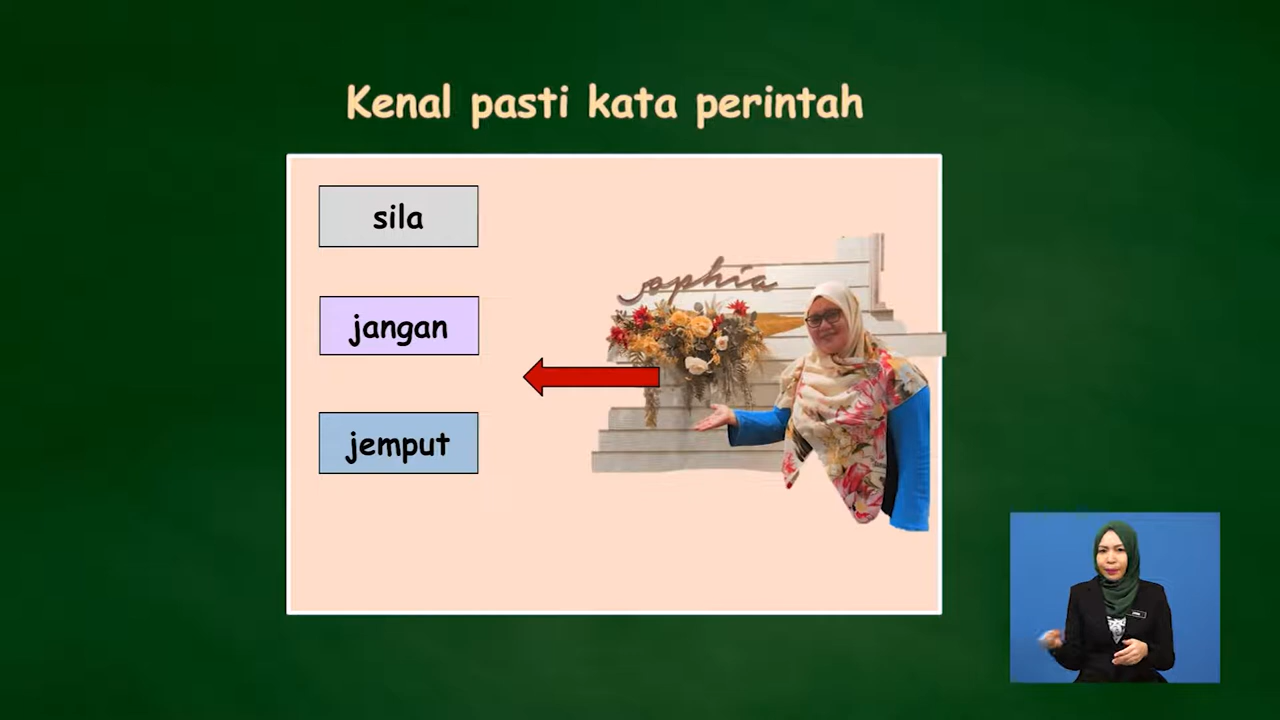 Kenal pasti kata perintah
sila
jangan
jemput
sophia